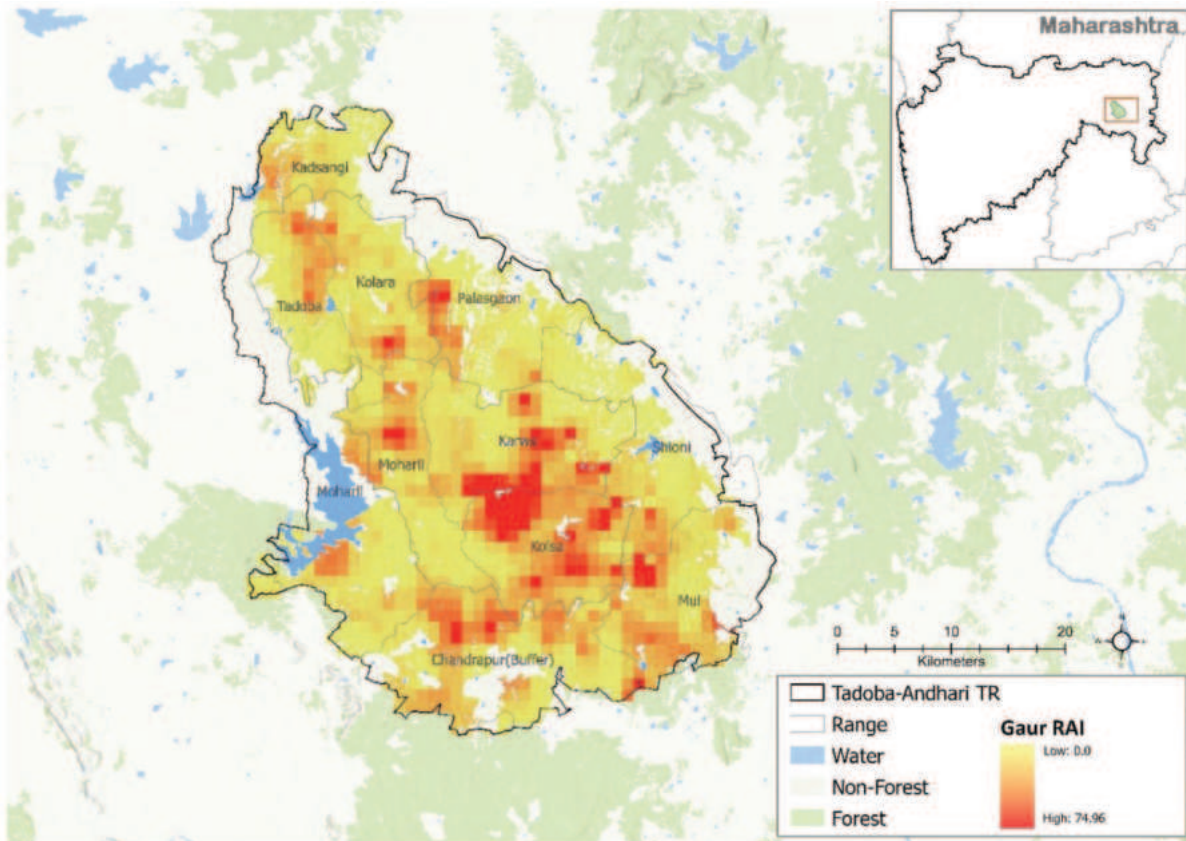 Maharashtra
Kadsangi
Kolara
Palasgaon
Tadoba
Karwa
Shioni
Moharli
Moharli
Kolsa
Mul
Chandrapur(Buffer)
0 5 10 20
Kilometers
N
Tadoba-Andhari TR
Range
Water
Non-Forest
Forest
Gaur RAI
Low: 0.0
High: 74.96